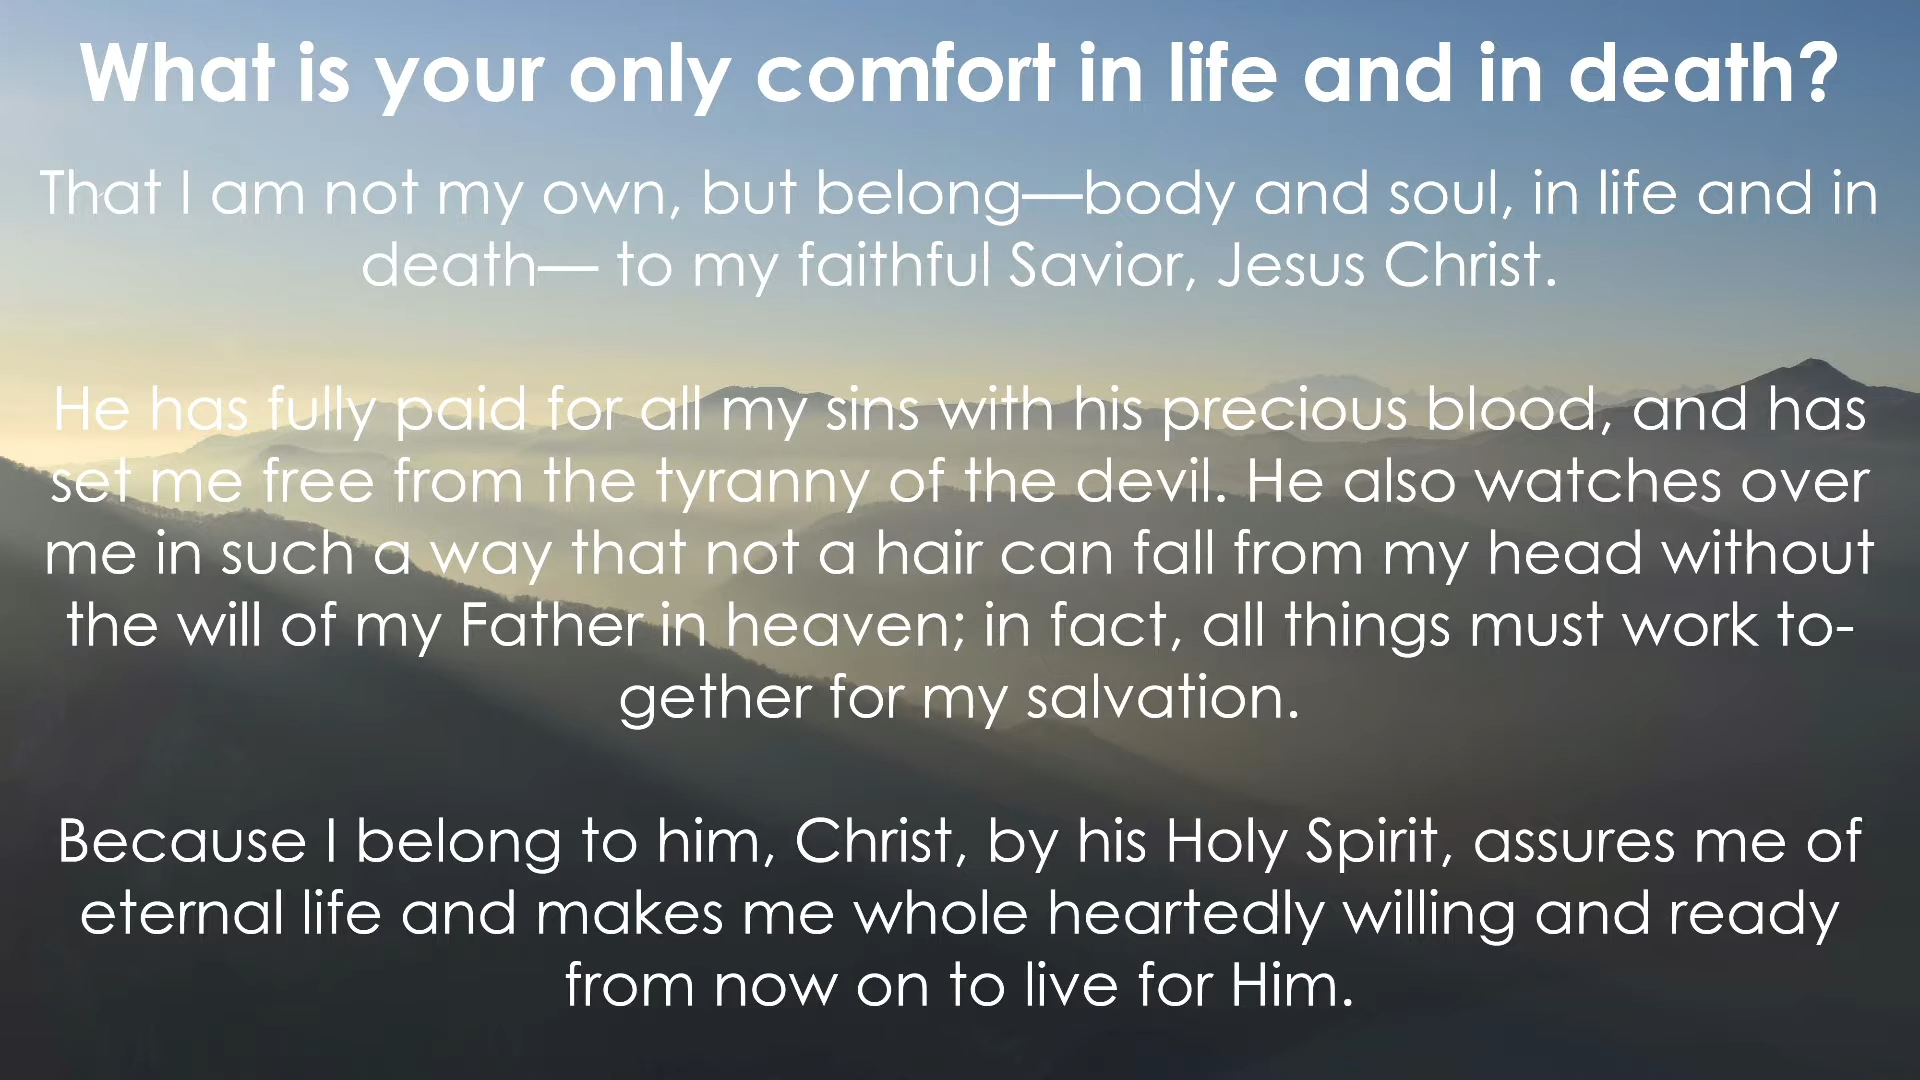 What is your only comfort in life and in death?
That I am not my own, but belong—body and soul, in life and in
death— to my faithful Savior, Jesus Christ.
He has fully paid for all my sins with his precious blood, and has
set me free from the tyranny of the devil. He also watches over
me in such a way that not a hair can fall from my head without
the will of my Father in heaven; in fact, all things must work to-
gether for my salvation.
Because I belong to him, Christ, by his Holy Spirit, assures me of
eternal life and makes me whole heartedly willing and ready
from now on to live for Him.